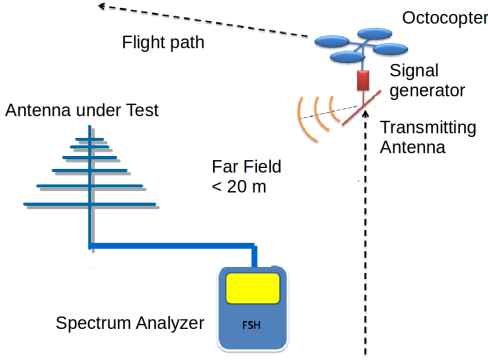 Octocopter
Flight path
Signal
generator
Antenna under Test
Transmitting
Antenna
Far Field
< 20 m
Spectrum Analyzer
FSH